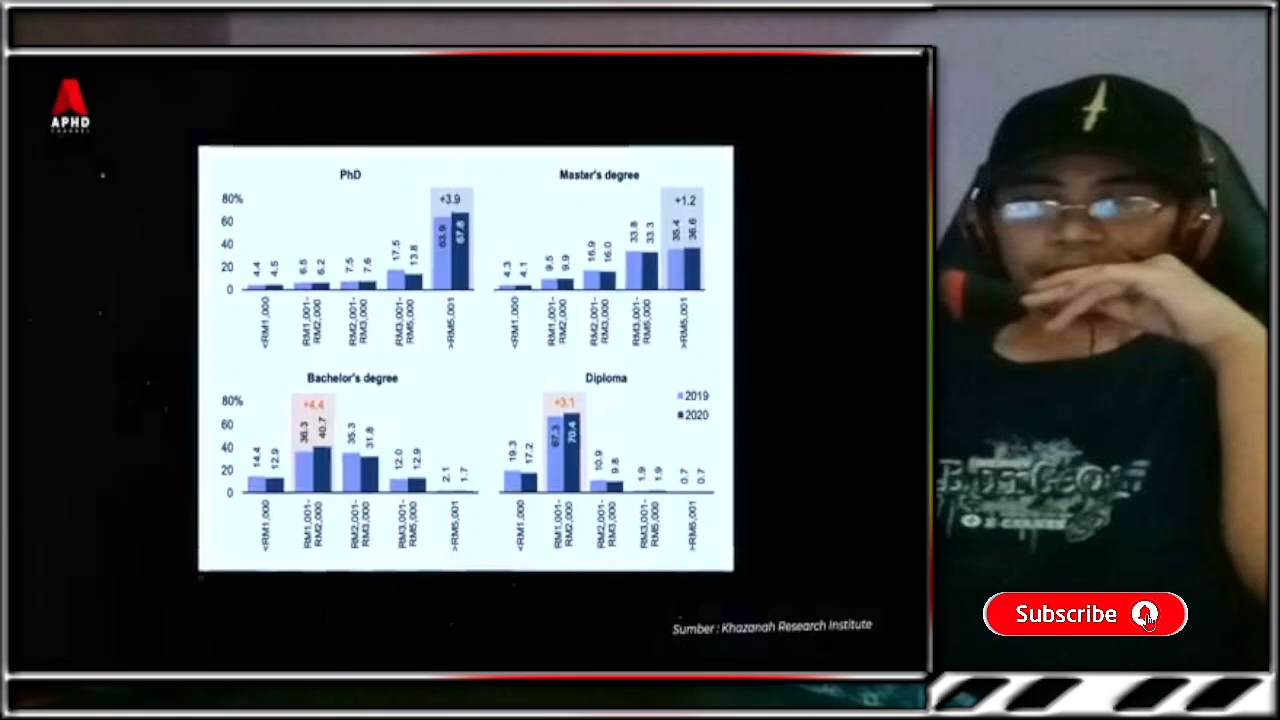 APHD
CHANNEL
PhD
80%
60
40
20
0
4.4
4.5
6.5
6.2
7.5
7.6
17.5
13.8
+3.9
63.9
67.8
<RM1,000
RM1,001-
RM2,000
RM2,001-
RM3,000
RM3,001-
RM5,000
>RM5,001
Master's degree
4.3
4.1
9.5
9.9
16.9
16.0
33.8
33.3
+1.2
35.4
36.6
<RM1,000
RM1,001-
RM2,000
RM2,001-
RM3,000
RM3,001-
RM5,000
>RM5,001
Bachelor's degree
80%
60
40
20
0
14.4
12.9
+4.4
36.3
40.7
35.3
31.8
12.0
12.9
2.1
1.7
<RM1,000
RM1,001-
RM2,000
RM2,001-
RM3,000
RM3,001-
RM5,000
>RM5,001
Diploma
2019
2020
19.3
17.2
+3.1
67.3
70.4
10.9
9.8
1.9
1.9
0.7
0.7
<RM1,000
RM1,001-
RM2,000
RM2,001-
RM3,000
RM3,001-
RM5,000
>RM5,001
Sumber : Khazanah Research Institute
Subscribe